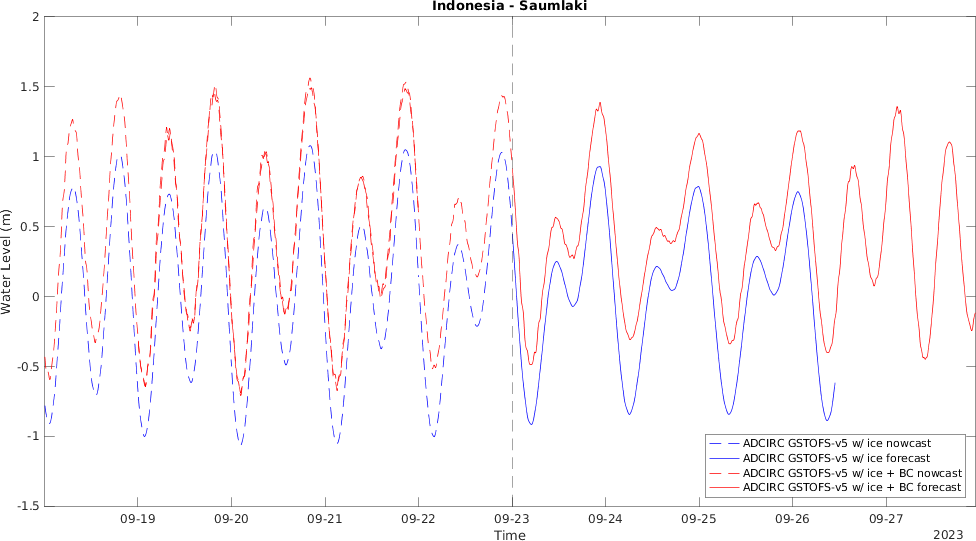 Indonesia - Saumlaki
2
1.5
1
0.5
0
-0.5
-1
-1.5
Water Level (m)
09-19 09-20 09-21 09-22 09-23 09-24 09-25 09-26 09-27
Time
2023
ADCIRC GSTOFS-v5 w/ ice nowcast
ADCIRC GSTOFS-v5 w/ ice forecast
ADCIRC GSTOFS-v5 w/ ice + BC nowcast
ADCIRC GSTOFS-v5 w/ ice + BC forecast